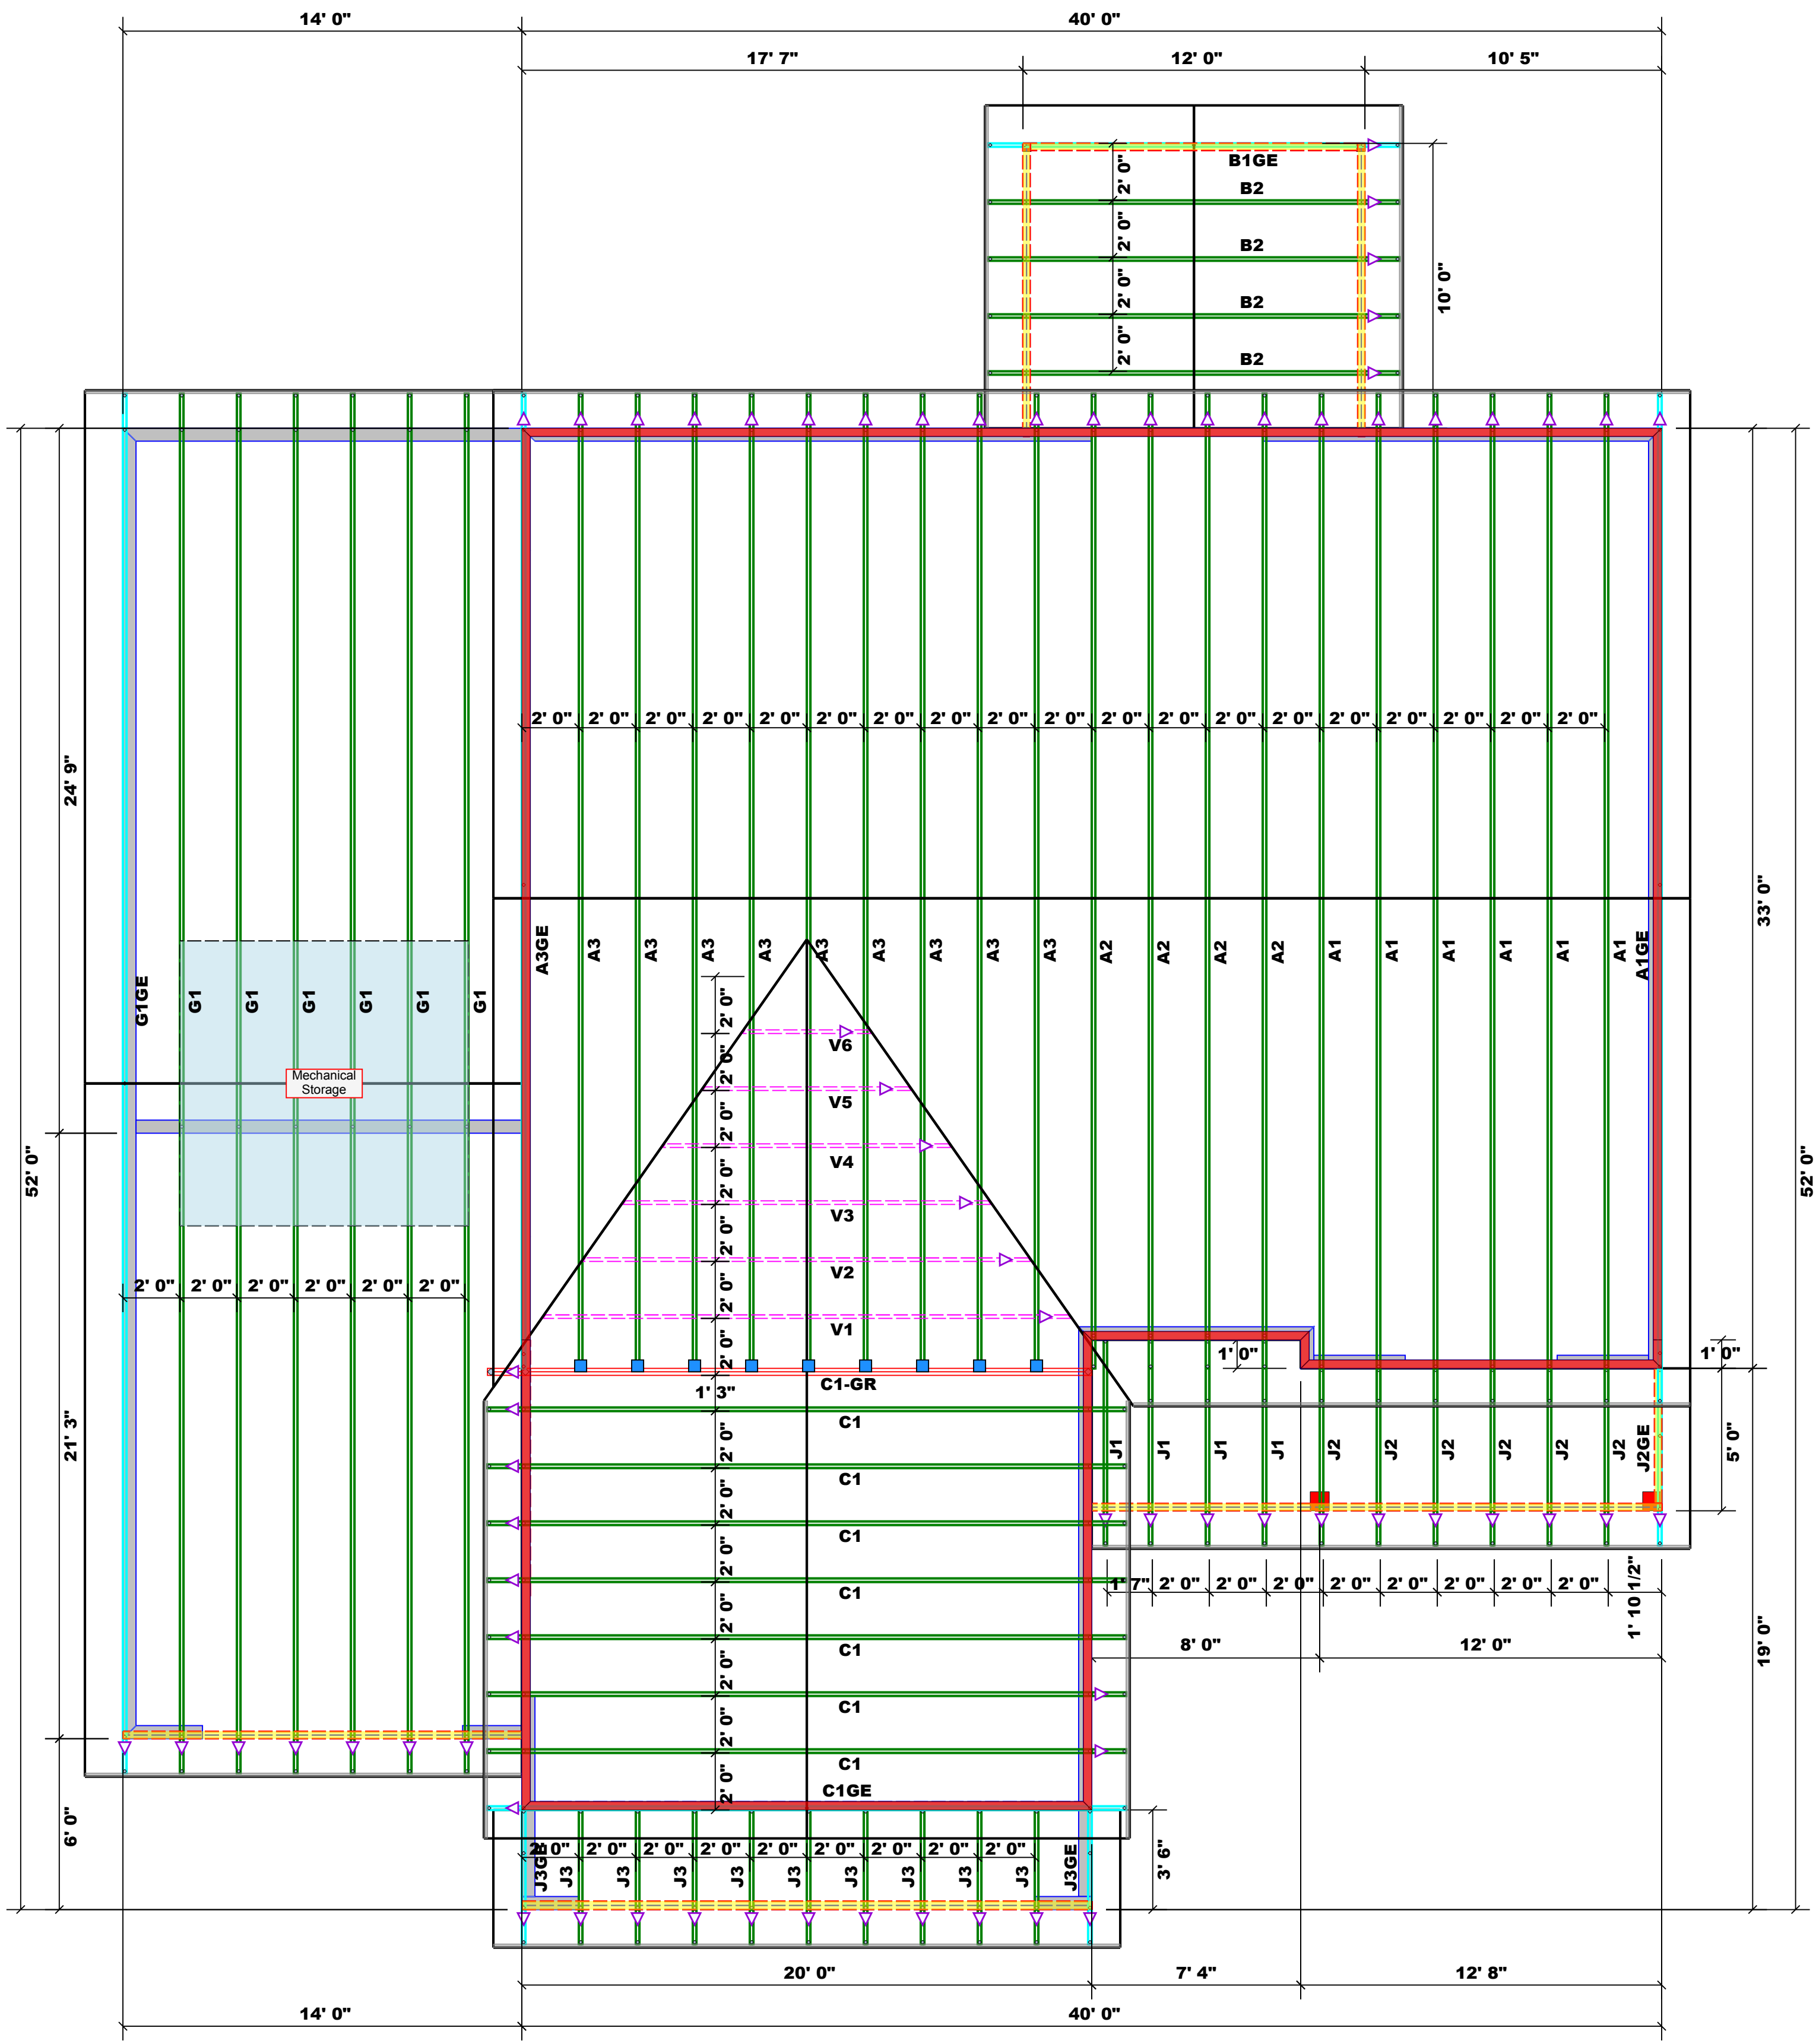 14' 0" 40' 0"
17' 7" 12' 0" 10' 5"
B1GE
2' 0"
B2
2' 0"
B2
10' 0"
2' 0"
B2
2' 0"
B2
2' 0" 2' 0" 2' 0" 2' 0" 2' 0" 2' 0" 2' 0" 2' 0" 2' 0" 2' 0" 2' 0" 2' 0" 2' 0" 2' 0" 2' 0" 2' 0" 2' 0" 2' 0" 2' 0"
24' 9"
33' 0"
A3GE A3 A3 A3 A3 A3 A3 A3 A3 A3 A2 A2 A2 A2 A1 A1 A1 A1 A1 A1 A1GE
G1GE G1 G1 G1 G1 G1 G1
2' 0"
V6
Mechanical
Storage
2' 0"
V5
2' 0"
V4
52' 0"
52' 0"
2' 0"
V3
2' 0"
V2
2' 0" 2' 0" 2' 0" 2' 0" 2' 0" 2' 0"
2' 0"
V1
2' 0"
1' 0"
1' 0"
C1-GR
1' 3"
C1
21' 3"
2' 0"
J1 J1 J1 J1 J2 J2 J2 J2 J2 J2 J2GE
5' 0"
C1
2' 0"
C1
2' 0"
C1
1' 7" 2' 0" 2' 0" 2' 0" 2' 0" 2' 0" 2' 0" 2' 0" 2' 0" 1' 10 1/2"
2' 0"
C1
8' 0" 12' 0"
19' 0"
2' 0"
C1
2' 0"
C1
2' 0"
C1GE
6' 0"
2' 0" 2' 0" 2' 0" 2' 0" 2' 0" 2' 0" 2' 0" 2' 0" 2' 0"
3' 6"
J3GE J3 J3 J3 J3 J3 J3 J3 J3 J3 J3GE
20' 0" 7' 4" 12' 8"
14' 0" 40' 0"